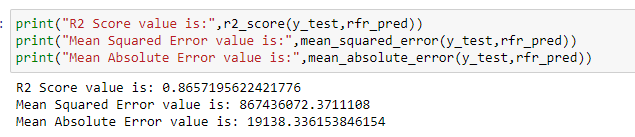 : print("R2 Score value is:",r2_score(y_test,rfr_pred))
print("Mean Squared Error value is:",mean_squared_error(y_test,rfr_pred))
print("Mean Absolute Error value is:",mean_absolute_error(y_test,rfr_pred))
R2 Score value is: 0.8657195622421776
Mean Squared Error value is: 867436072.3711108
Mean Absolute Error value is: 19138.336153846154